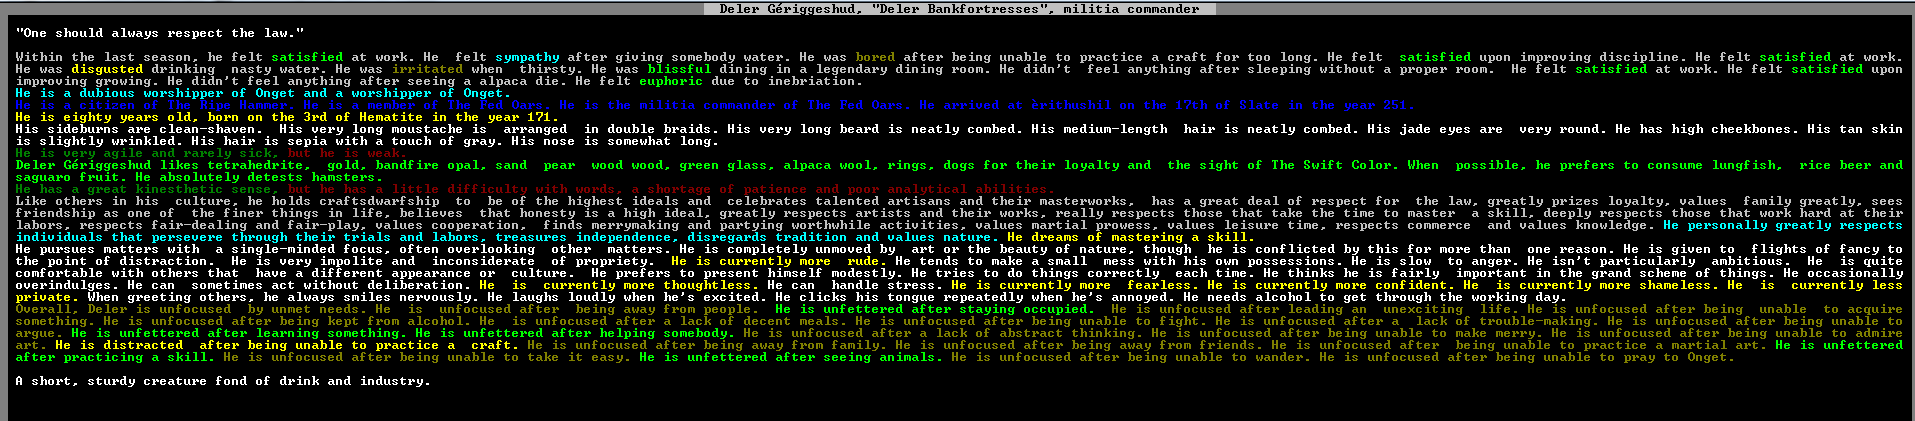 Deler Gériggeshud, "Deler Bankfortresses", militia commander
"One should always respect the law."
Within the last season, he felt satisfied at work. He felt sympathy after giving somebody water. He was bored after being unable to practice a craft for too long. He felt satisfied upon improving discipline. He felt satisfied at work.
He was disgusted drinking nasty water. He was irritated when thirsty. He was blissful dining in a legendary dining room. He didn't feel anything after sleeping without a proper room. He felt satisfied at work. He felt satisfied upon
improving growing. He didn't feel anything after seeing a alpaca die. He felt euphoric due to inebriation.
He is a dubious worshipper of Onget and a worshipper of Onget.
He is a citizen of The Ripe Hammer. He is a member of The Fed Oars. He is the militia commander of The Fed Oars. He arrived at èrithushil on the 17th of Slate in the year 251.
He is eighty years old, born on the 3rd of Hematite in the year 171.
His sideburns are clean-shaven. His very long moustache is arranged in double braids. His very long beard is neatly combed. His medium-length hair is neatly combed. His jade eyes are very round. He has high cheekbones. His tan skin
is slightly wrinkled. His hair is sepia with a touch of gray. His nose is somewhat long.
He is very agile and rarely sick, but he is weak.
Deler Gériggeshud likes tetrahedrite, gold, bandfire opal, sand pear wood wood, green glass, alpaca wool, rings, dogs for their loyalty and the sight of The Swift Color. When possible, he prefers to consume lungfish, rice beer and
saguaro fruit. He absolutely detests hamsters.
He has a great kinesthetic sense, but he has a little difficulty with words, a shortage of patience and poor analytical abilities.
Like others in his culture, he holds craftsdwarfship to be of the highest ideals and celebrates talented artisans and their masterworks, has a great deal of respect for the law, greatly prizes loyalty, values family greatly, sees
friendship as one of the finer things in life, believes that honesty is a high ideal, greatly respects artists and their works, really respects those that take the time to master a skill, deeply respects those that work hard at their
labors, respects fair-dealing and fair-play, values cooperation, finds merrymaking and partying worthwhile activities, values martial prowess, values leisure time, respects commerce and values knowledge. He personally greatly respects
individuals that persevere through their trials and labors, treasures independence, disregards tradition and values nature. He dreams of mastering a skill.
He pursues matters with a single-minded focus, often overlooking other matters. He is completely unmoved by art or the beauty of nature, though he is conflicted by this for more than one reason. He is given to flights of fancy to
the point of distraction. He is very impolite and inconsiderate of propriety. He is currently more rude. He tends to make a small mess with his own possessions. He is slow to anger. He isn't particularly ambitious. He is quite
comfortable with others that have a different appearance or culture. He prefers to present himself modestly. He tries to do things correctly each time. He thinks he is fairly important in the grand scheme of things. He occasionally
overindulges. He can sometimes act without deliberation. He is currently more thoughtless. He can handle stress. He is currently more fearless. He is currently more confident. He is currently more shameless. He is currently less
private. When greeting others, he always smiles nervously. He laughs loudly when he's excited. He clicks his tongue repeatedly when he's annoyed. He needs alcohol to get through the working day.
Overall, Deler is unfocused by unmet needs. He is unfocused after being away from people. He is unfettered after staying occupied. He is unfocused after leading an unexciting life. He is unfocused after being unable to acquire
something. He is unfocused after being kept from alcohol. He is unfocused after a lack of decent meals. He is unfocused after being unable to fight. He is unfocused after a lack of trouble-making. He is unfocused after being unable to
argue. He is unfettered after learning something. He is unfettered after helping somebody. He is unfocused after a lack of abstract thinking. He is unfocused after being unable to make merry. He is unfocused after being unable to admire
art. He is distracted after being unable to practice a craft. He is unfocused after being away from family. He is unfocused after being away from friends. He is unfocused after being unable to practice a martial art. He is unfettered
after practicing a skill. He is unfocused after being unable to take it easy. He is unfettered after seeing animals. He is unfocused after being unable to wander. He is unfocused after being unable to pray to Onget.
A short, sturdy creature fond of drink and industry.